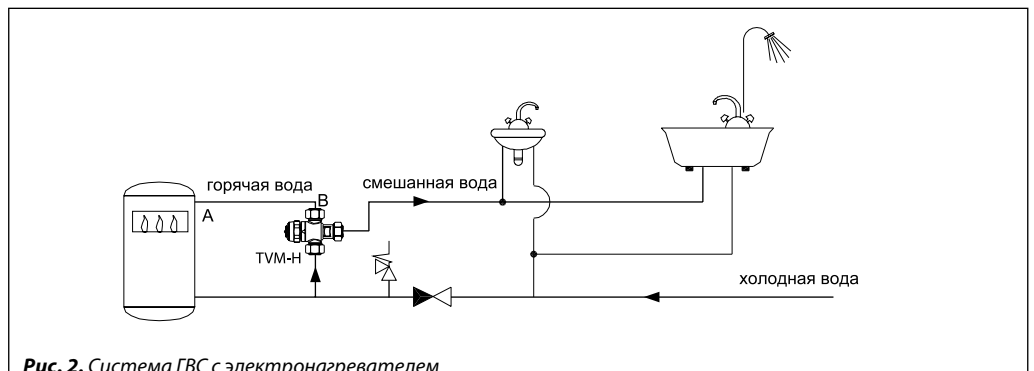 горячая вода
A
B
TVM-H
смешанная вода
холодная вода
Рис. 2. Система ГВС с электронагревателем